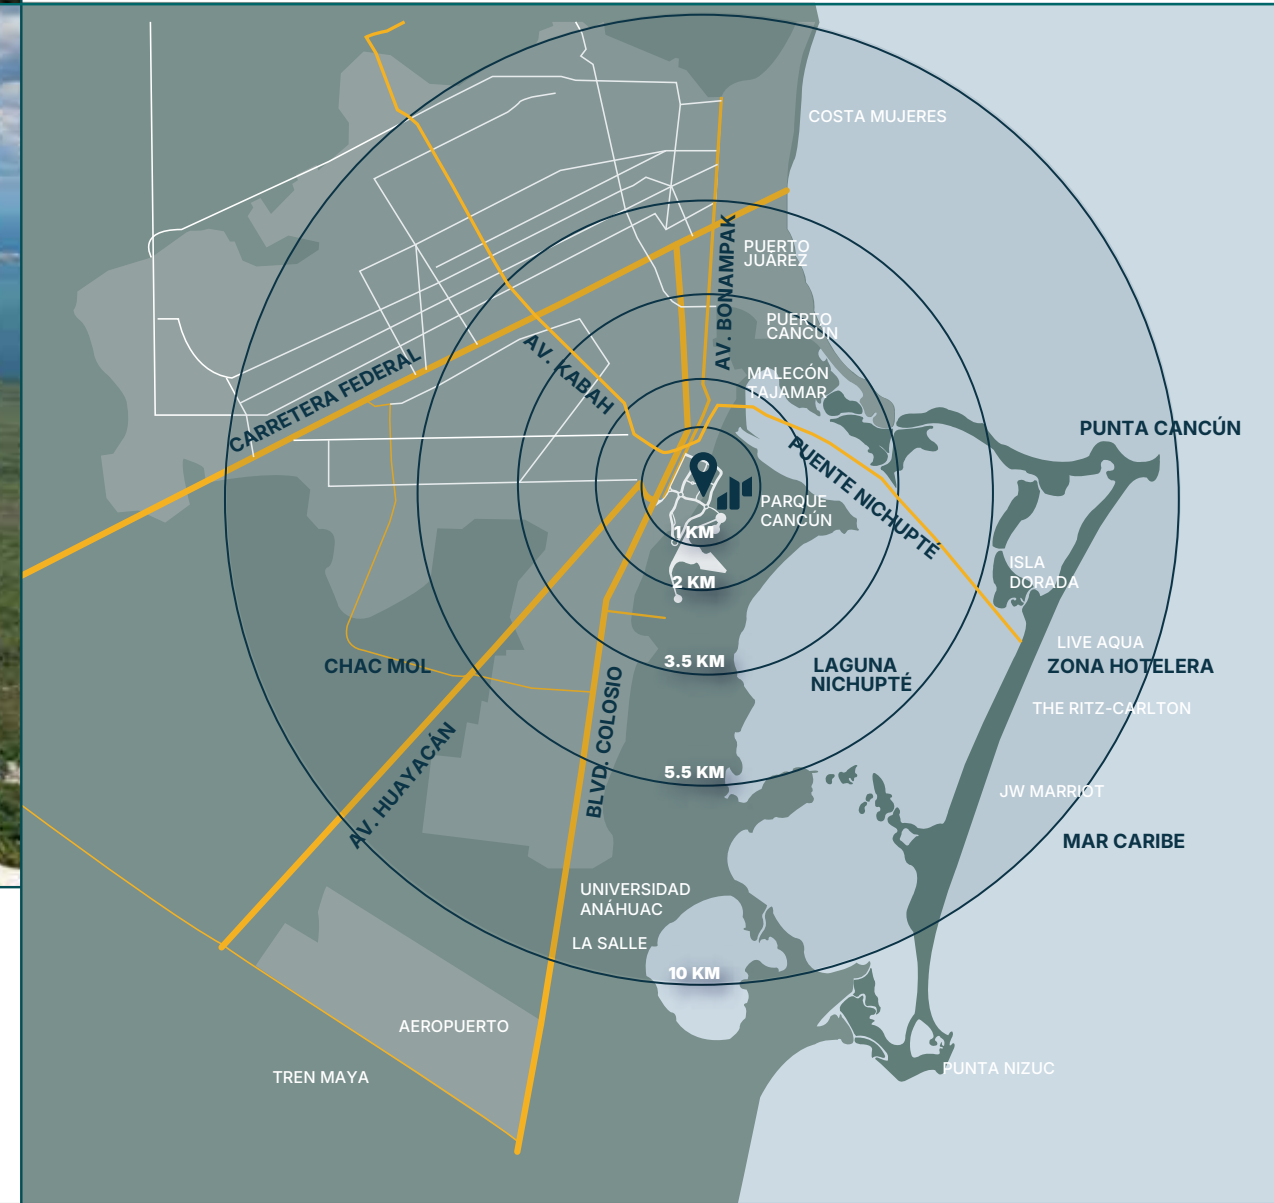 COSTA MUJERES
AV. BONAMPAK
PUERTO
JUÁREZ
PUERTO
CANCÚN
AV. KABAH
CARRETERA FEDERAL
MALECÓN
TAJAMAR
PUNTA CANCÚN
PUENTE NICHUPTÉ
PARQUE
CANCÚN
1 KM
ISLA
DORADA
2 KM
LIVE AQUA
3.5 KM
CHAC MOL
LAGUNA
NICHUPTÉ
ZONA HOTELERA
THE RITZ-CARLTON
AV. HUAYACÁN
BLVD. COLOSIO
5.5 KM
JW MARRIOT
MAR CARIBE
UNIVERSIDAD
ANÁHUAC
LA SALLE
10 KM
AEROPUERTO
TREN MAYA
PUNTA NIZUC